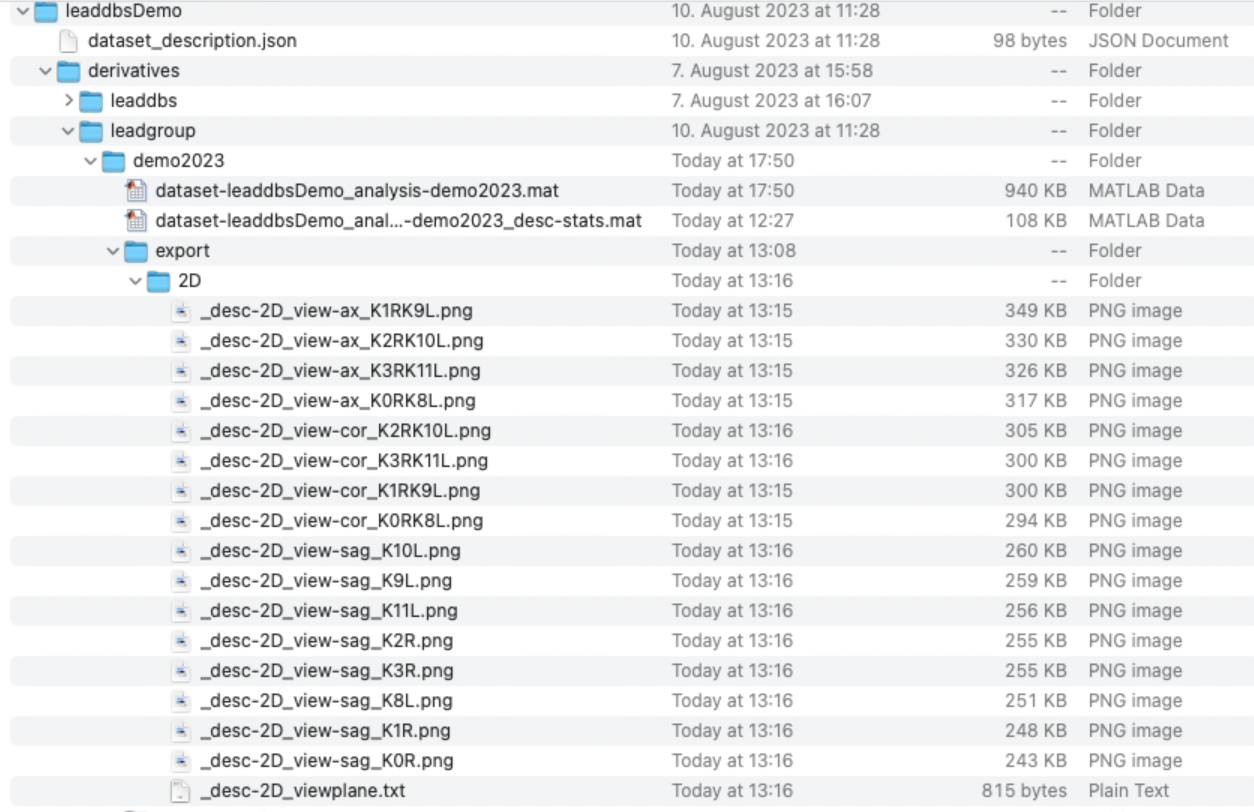 leaddbsDemo 10. August 2023 at 11:28 -- Folder
dataset_description.json 10. August 2023 at 11:28 98 bytes JSON Document
derivatives 7. August 2023 at 15:58 -- Folder
leaddbs 7. August 2023 at 16:07 -- Folder
leadgroup 10. August 2023 at 11:28 -- Folder
demo2023 Today at 17:50 -- Folder
dataset-leaddbsDemo_analysis-demo2023.mat Today at 17:50 940 KB MATLAB Data
dataset-leaddbsDemo_anal...-demo2023_desc-stats.mat Today at 12:27 108 KB MATLAB Data
export Today at 13:08 -- Folder
2D Today at 13:16 -- Folder
_desc-2D_view-ax_K1RK9L.png Today at 13:15 349 KB PNG image
_desc-2D_view-ax_K2RK10L.png Today at 13:15 330 KB PNG image
_desc-2D_view-ax_K3RK11L.png Today at 13:15 326 KB PNG image
_desc-2D_view-ax_K0RK8L.png Today at 13:15 317 KB PNG image
_desc-2D_view-cor_K2RK10L.png Today at 13:16 305 KB PNG image
_desc-2D_view-cor_K3RK11L.png Today at 13:16 300 KB PNG image
_desc-2D_view-cor_K1RK9L.png Today at 13:15 300 KB PNG image
_desc-2D_view-cor_K0RK8L.png Today at 13:15 294 KB PNG image
_desc-2D_view-sag_K10L.png Today at 13:16 260 KB PNG image
_desc-2D_view-sag_K9L.png Today at 13:16 259 KB PNG image
_desc-2D_view-sag_K11L.png Today at 13:16 256 KB PNG image
_desc-2D_view-sag_K2R.png Today at 13:16 255 KB PNG image
_desc-2D_view-sag_K3R.png Today at 13:16 255 KB PNG image
_desc-2D_view-sag_K8L.png Today at 13:16 251 KB PNG image
_desc-2D_view-sag_K1R.png Today at 13:16 248 KB PNG image
_desc-2D_view-sag_K0R.png Today at 13:16 243 KB PNG image
_desc-2D_viewplane.txt Today at 13:16 815 bytes Plain Text